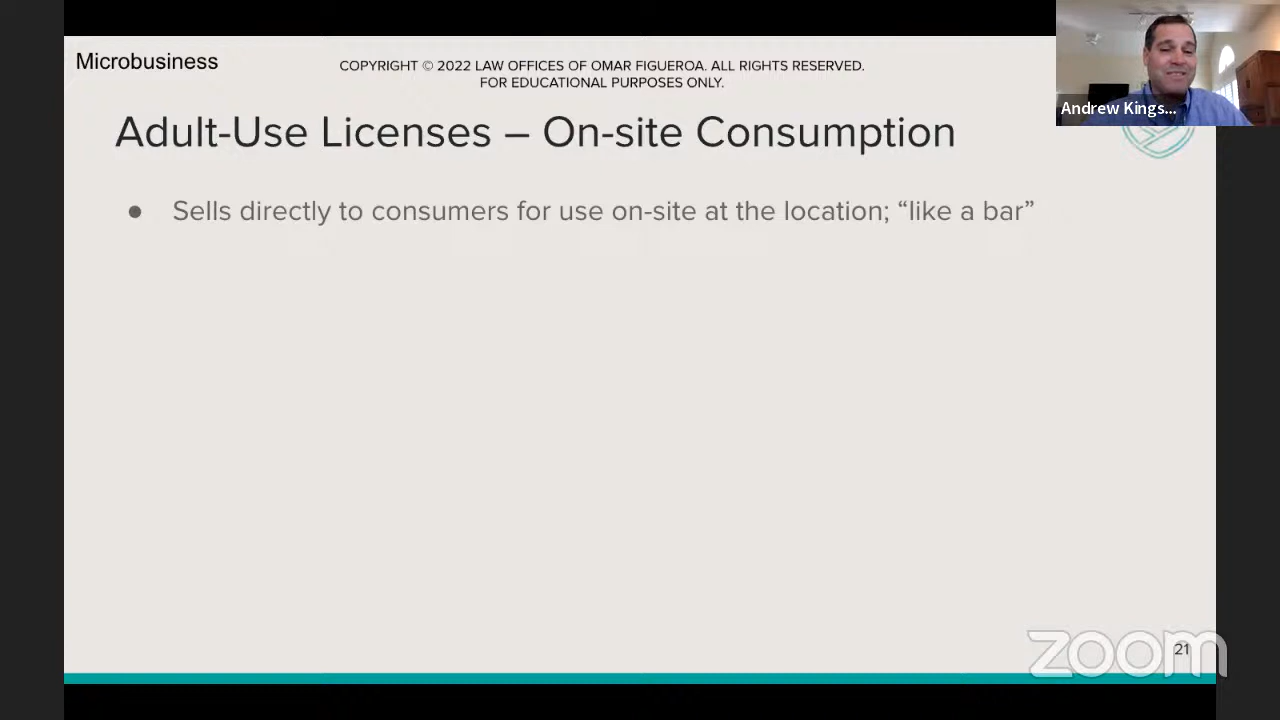 Microbusiness
COPYRIGHT © 2022 LAW OFFICES OF OMAR FIGUEROA. ALL RIGHTS RESERVED.
FOR EDUCATIONAL PURPOSES ONLY.
Andrew Kings...
Adult-Use Licenses – On-site Consumption
● Sells directly to consumers for use on-site at the location; “like a bar”
zoom
21